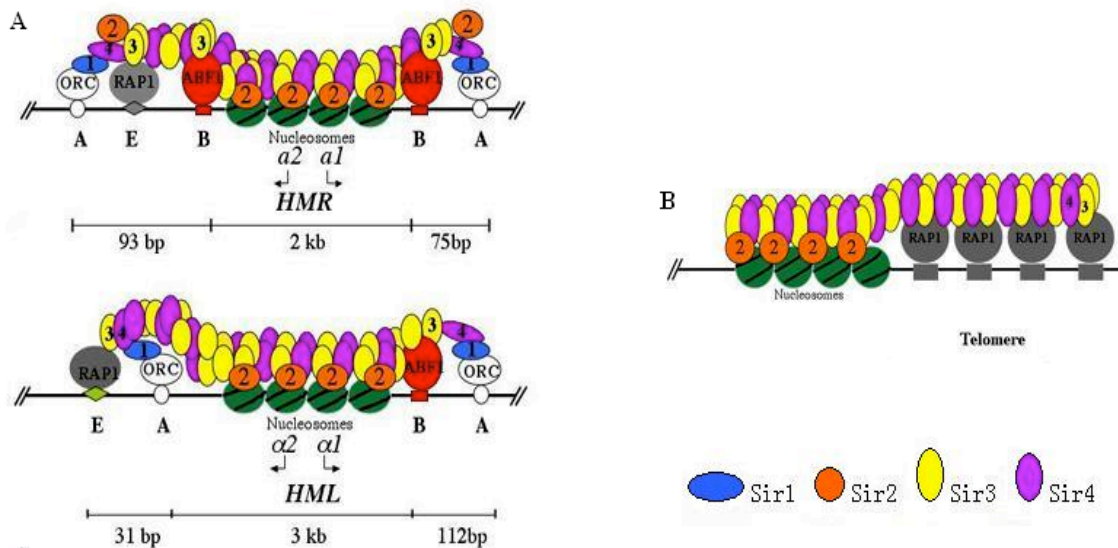 A
2 2
4 3 3 3 4
1 1
ORC RAP1 ABF1 ABF1 ORC
2 2 2 2
A E B B A
Nucleosomes
a2 a1
HMR
93 bp 2 kb 75bp
3 4 3 4
1 1
RAP1 ORC ABF1 ORC
2 2 2 2
E A B A
Nucleosomes
α2 α1
HML
31 bp 3 kb 112bp
B
4 3
RAP1 RAP1 RAP1 RAP1
2 2 2 2
Nucleosomes
Telomere
Sir1 Sir2 Sir3 Sir4